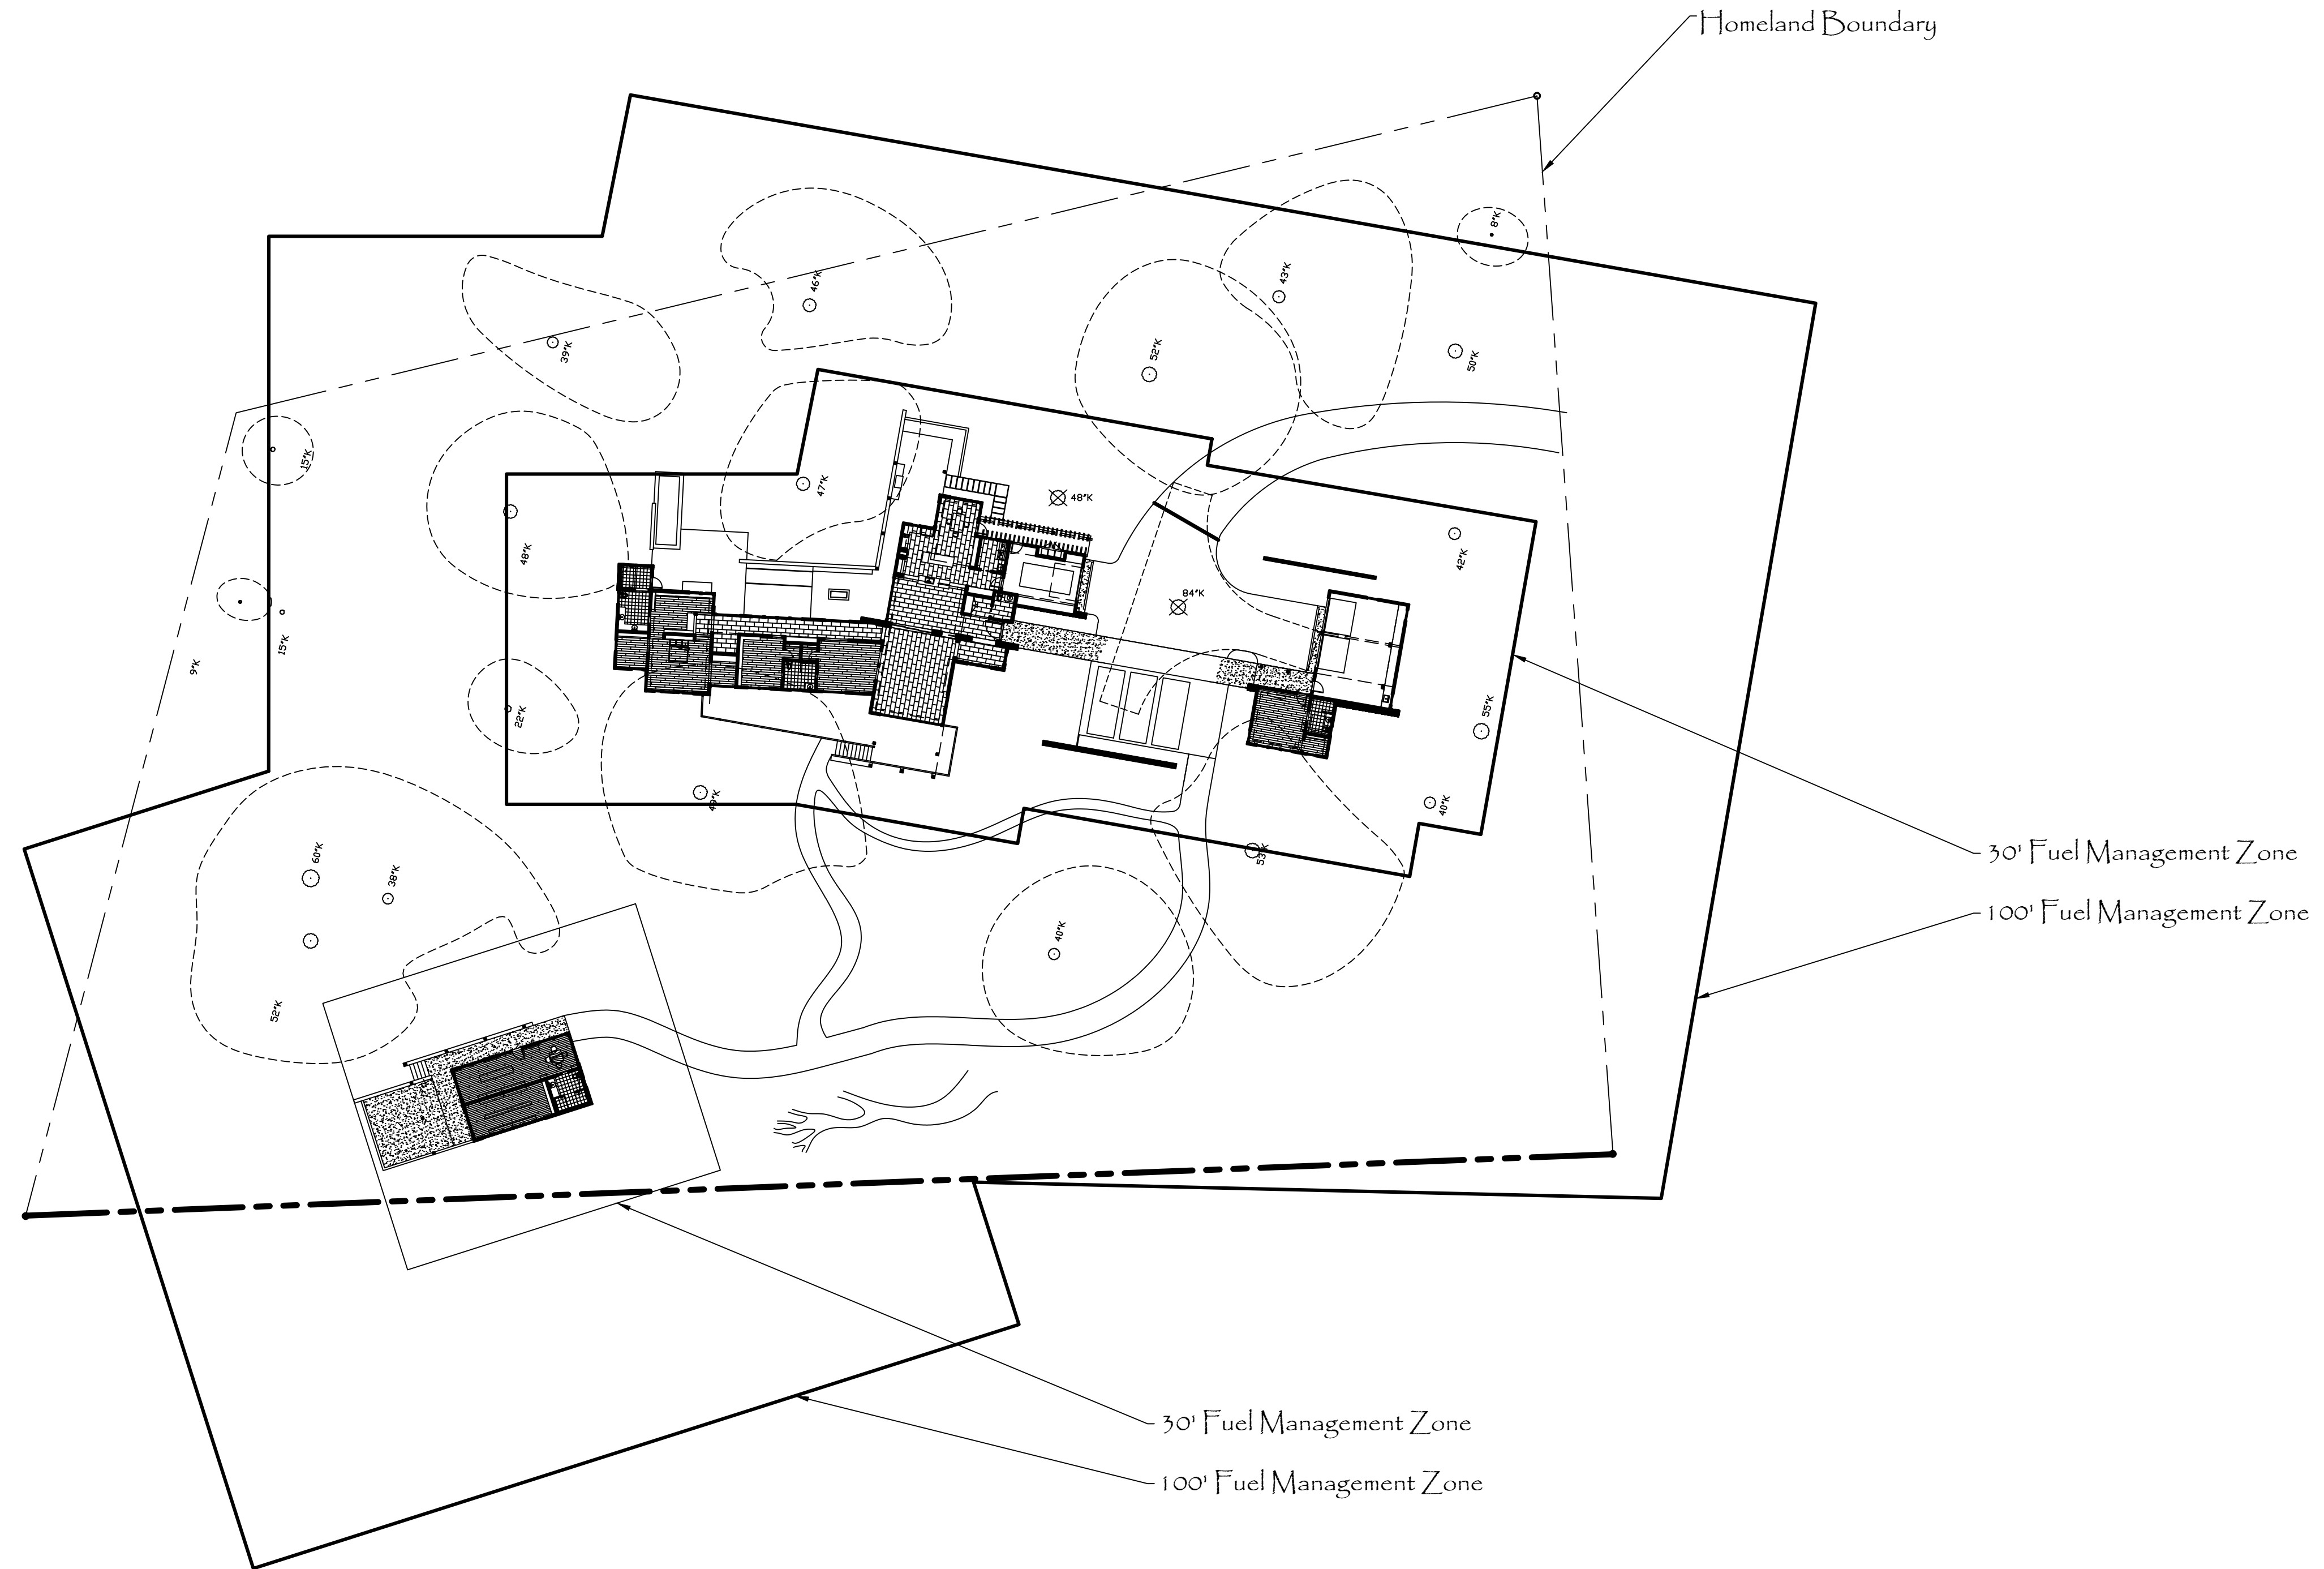 Homeland Boundary
8"K
43"K
46"K
52"K
39"K
50"K
15"K
47"K
48"K
48"K
42"K
84"K
15"K
9"K
22"K
55"K
49"K
40"K
53"K
60"K
38"K
30' Fuel Management Zone
100' Fuel Management Zone
40"K
52"K
30' Fuel Management Zone
100' Fuel Management Zone